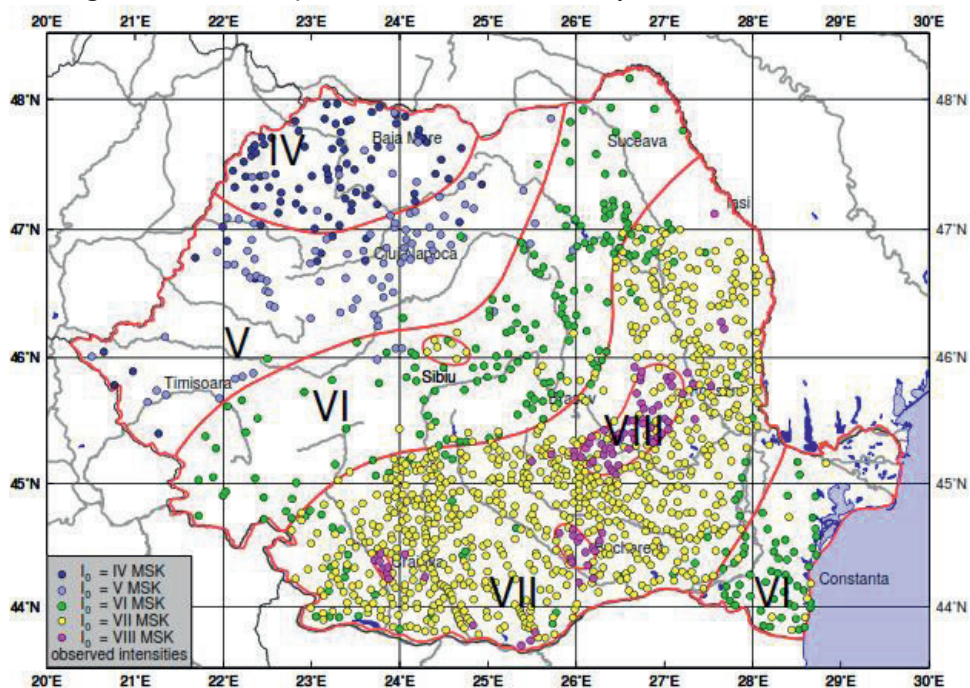 20°E 21°E 22°E 23°E 24°E 25°E 26°E 27°E 28°E 29°E 30°E
48°N 48°N
Baja Mare
IV
Suceava
Iasi
47°N 47°N
Cluj Napoca
V
46°N 46°N
Timisoara
Sibiu
VI
VIII
45°N 45°N
VII
VI
Constanta
44°N 44°N
I0 = IV MSK
I0 = V MSK
I0 = VI MSK
I0 = VII MSK
I0 = VIII MSK
observed intensities
20°E 21°E 22°E 23°E 24°E 25°E 26°E 27°E 28°E 29°E 30°E